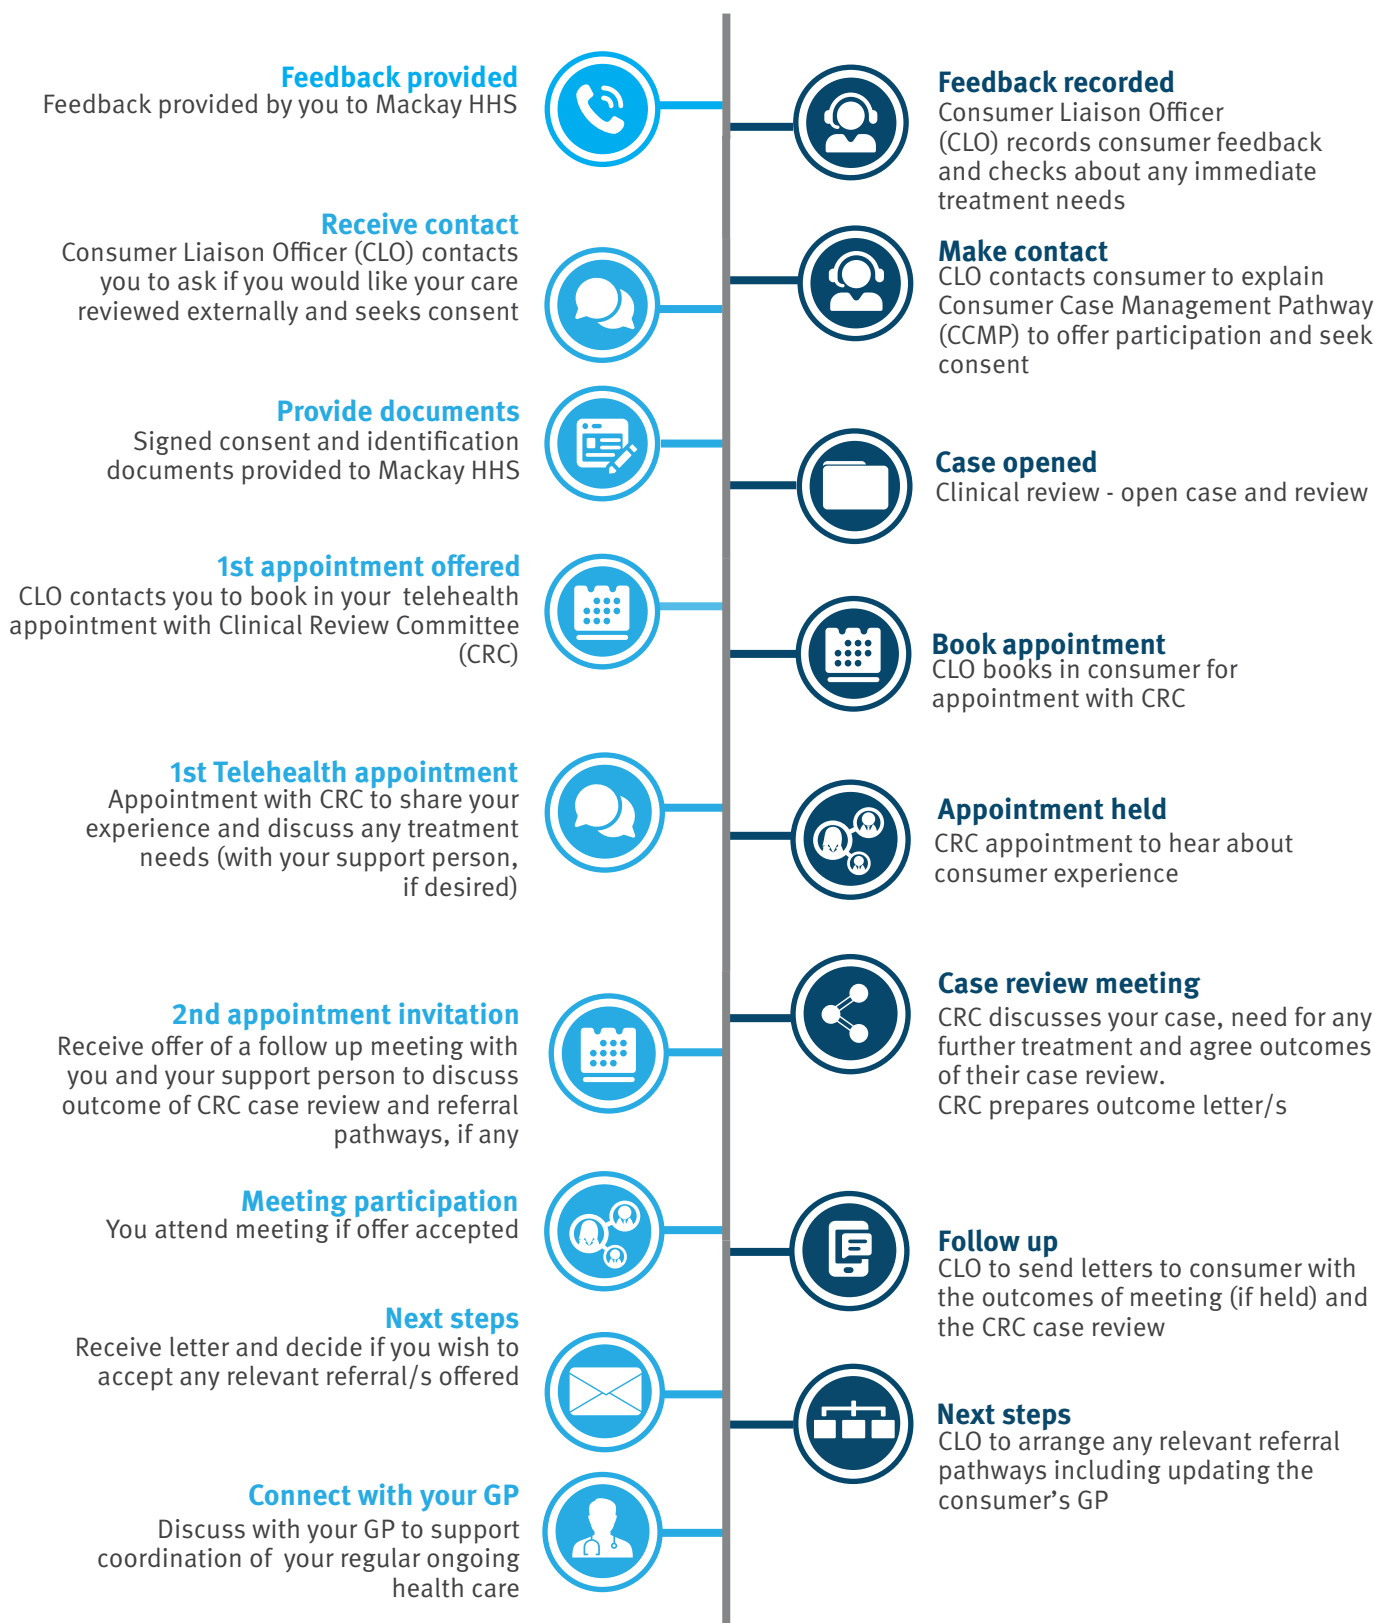 Feedback provided
Feedback provided by you to Mackay HHS
Feedback recorded
Consumer Liaison Officer
(CLO) records consumer feedback
and checks about any immediate
treatment needs
Receive contact
Consumer Liaison Officer (CLO) contacts
you to ask if you would like your care
reviewed externally and seeks consent
Make contact
CLO contacts consumer to explain
Consumer Case Management Pathway
(CCMP) to offer participation and seek
consent
Provide documents
Signed consent and identification
documents provided to Mackay HHS
Case opened
Clinical review - open case and review
1st appointment offered
CLO contacts you to book in your telehealth
appointment with Clinical Review Committee
(CRC)
Book appointment
CLO books in consumer for
appointment with CRC
1st Telehealth appointment
Appointment with CRC to share your
experience and discuss any treatment
needs (with your support person,
if desired)
Appointment held
CRC appointment to hear about
consumer experience
Case review meeting
CRC discusses your case, need for any
further treatment and agree outcomes
of their case review.
CRC prepares outcome letter/s
2nd appointment invitation
Receive offer of a follow up meeting with
you and your support person to discuss
outcome of CRC case review and referral
pathways, if any
Meeting participation
You attend meeting if offer accepted
Follow up
CLO to send letters to consumer with
the outcomes of meeting (if held) and
the CRC case review
Next steps
Receive letter and decide if you wish to
accept any relevant referral/s offered
Next steps
CLO to arrange any relevant referral
pathways including updating the
consumer's GP
Connect with your GP
Discuss with your GP to support
coordination of your regular ongoing
health care